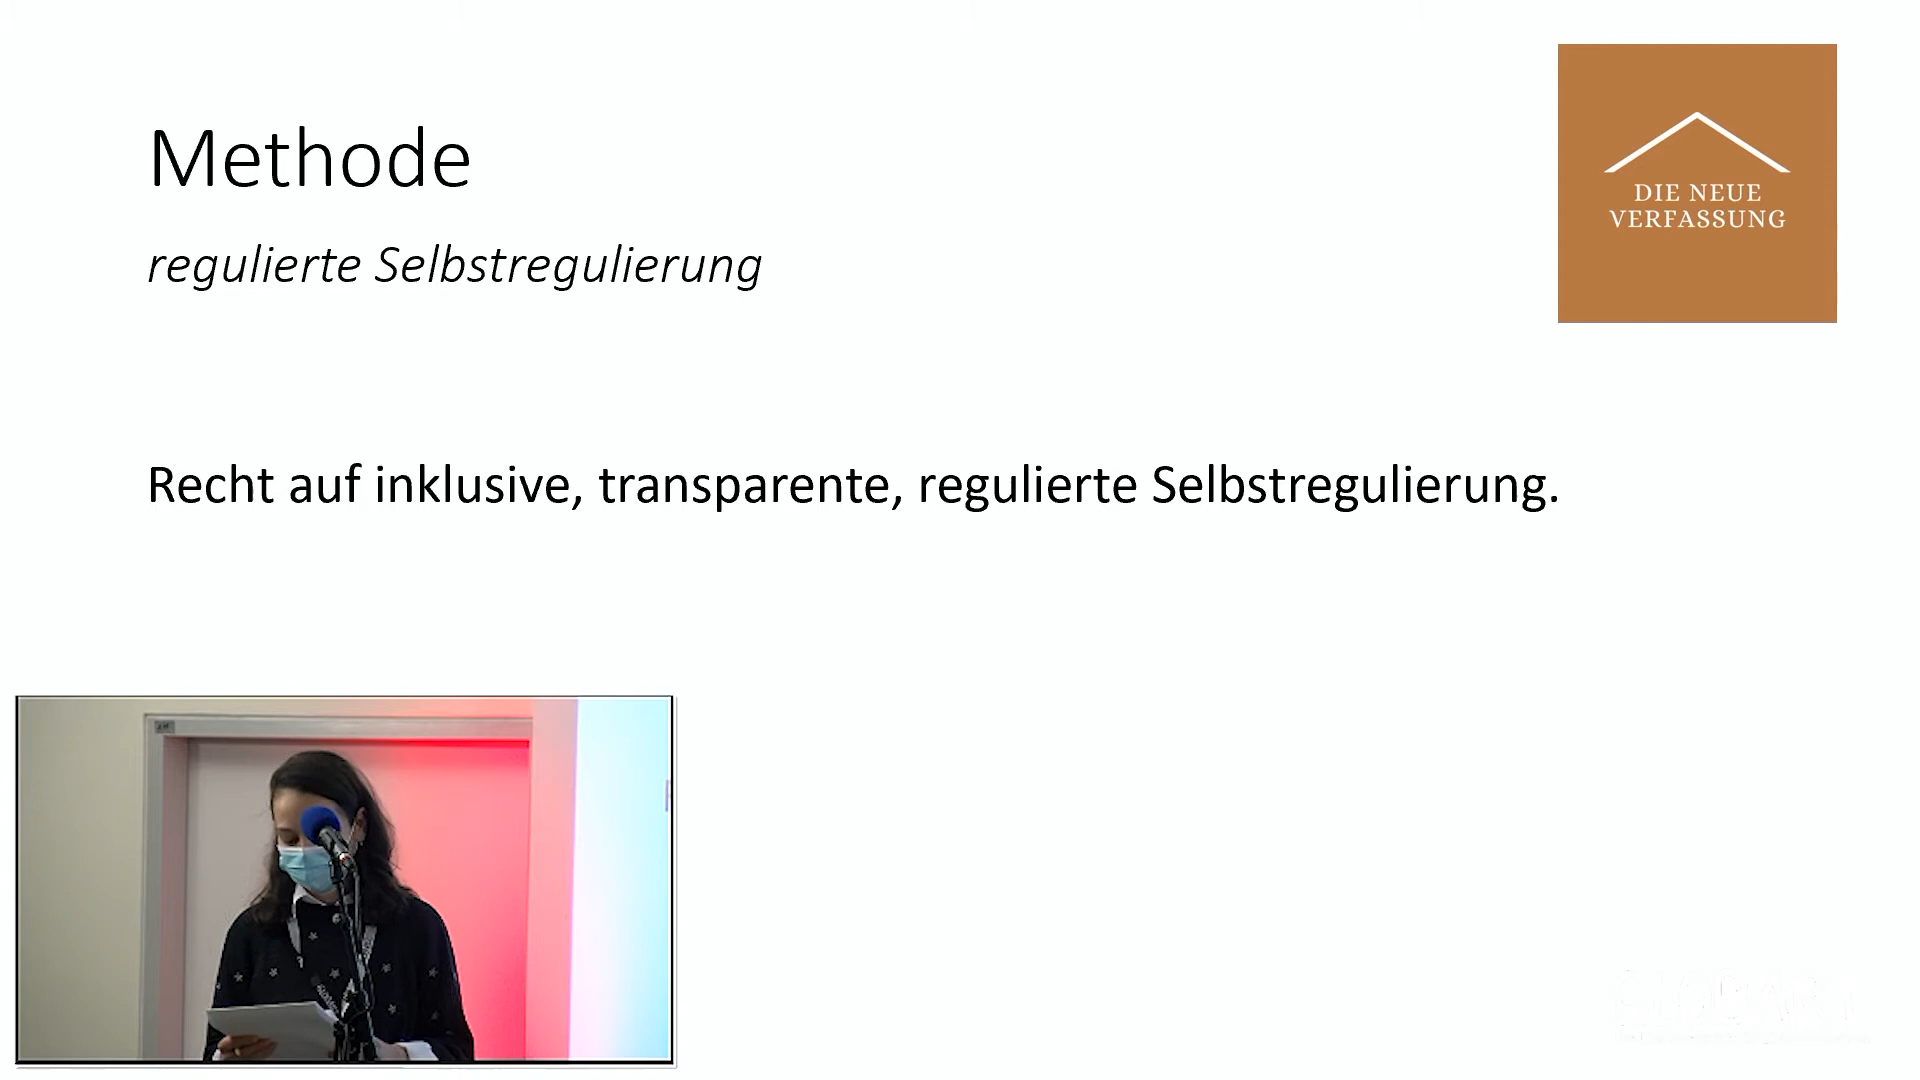 Methode
regulierte Selbstregulierung
DIE NEUE
VERFASSUNG
Recht auf inklusive, transparente, regulierte Selbstregulierung.